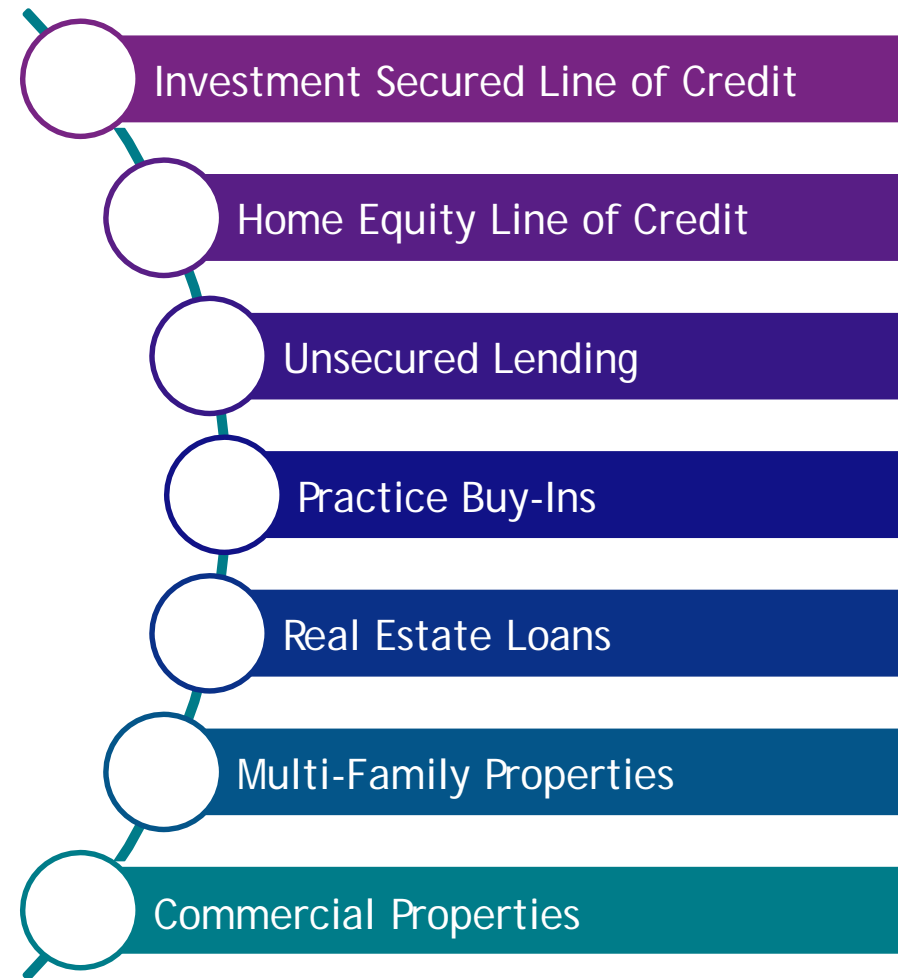 Investment Secured Line of Credit
Home Equity Line of Credit
Unsecured Lending
Practice Buy-Ins
Real Estate Loans
Multi-Family Properties
Commercial Properties